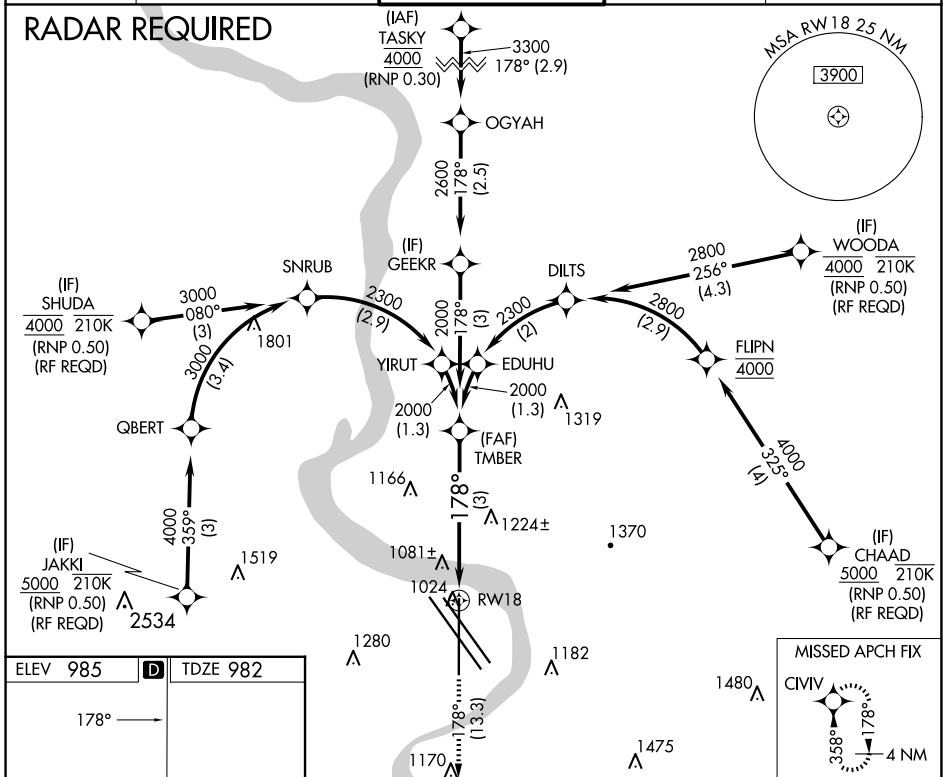 RADAR REQUIRED
(IAF)
TASKY
4000
(RNP 0.30)
3300
178° (2.9)
OGYAH
2600
178°
(2.5)
MSA RW18 25 NM
3900
(IF)
GEEKR
2000
178°
(3)
(IF)
WOODA
4000 210K
(RNP 0.50)
(RF REQD)
2800
256°
(4.3)
DILTS
SNRUB
(IF)
SHUDA
4000 210K
(RNP 0.50)
(RF REQD)
3000
080°
(3)
2300
(2.9)
2300
(2)
2800
(2.9)
FLIPN
4000
1801
3000
(3.4)
YIRUT
EDUHU
2000
(1.3)
2000
(1.3)
1319
QBERT
(FAF)
TMBER
4000
325°
(4)
1166
178°
(3)
1224±
1370
4000
359°
(3)
(IF)
JAKKI
5000 210K
(RNP 0.50)
(RF REQD)
1519
2534
1081±
1024
RW18
(IF)
CHAAD
5000 210K
(RNP 0.50)
(RF REQD)
1280
1182
178°
(13.3)
1480
1170
1475
ELEV 985
D
TDZE 982
178°
MISSED APCH FIX
CIVIV
358°
178°
4 NM